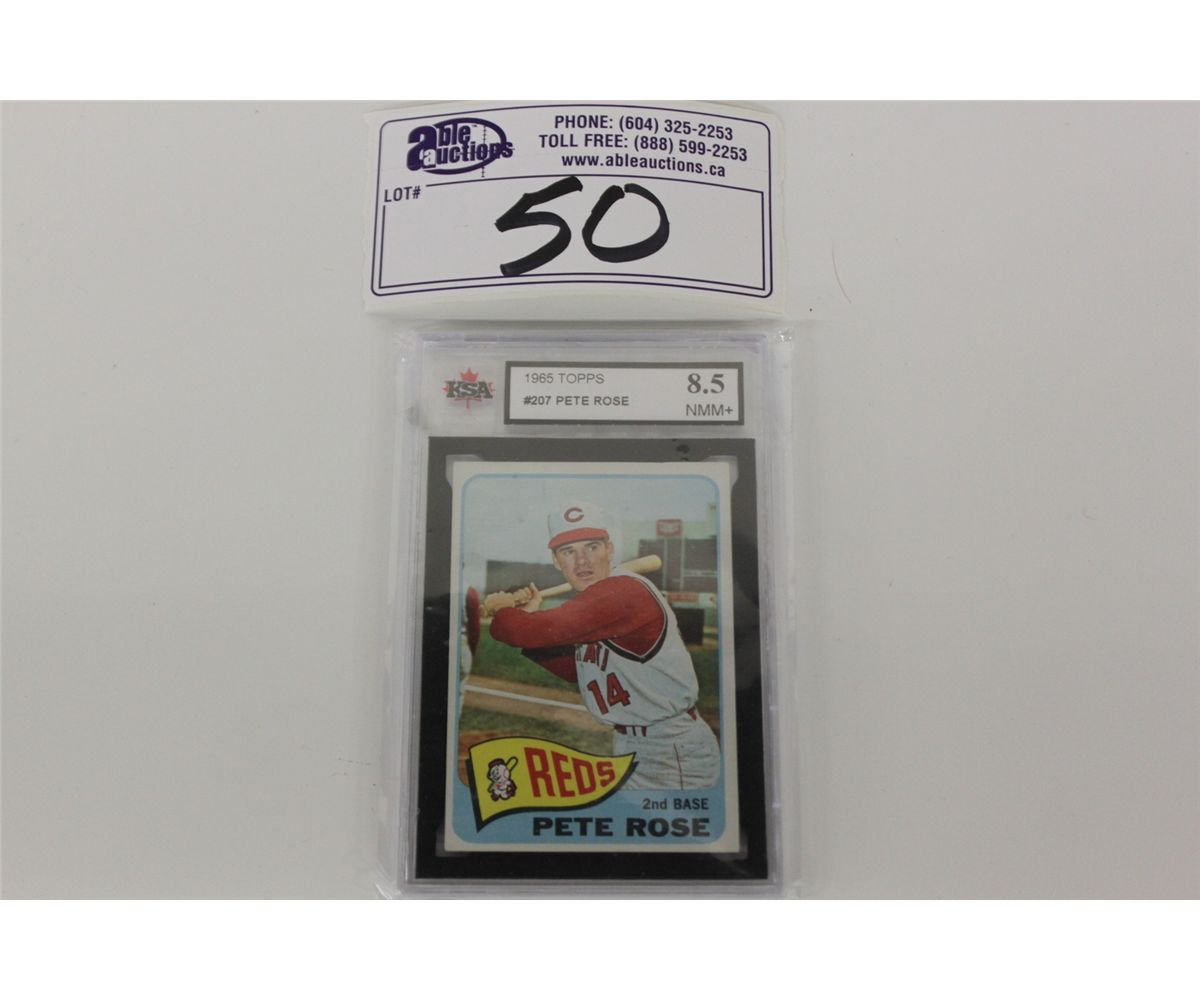 able auctions
PHONE: (604) 325-2253
TOLL FREE: (888) 599-2253
www.ableauctions.ca
LOT#
50
KSA
1965 TOPPS
#207 PETE ROSE
8.5
NMM+
C
NATI
14
REDS
2nd BASE
PETE ROSE